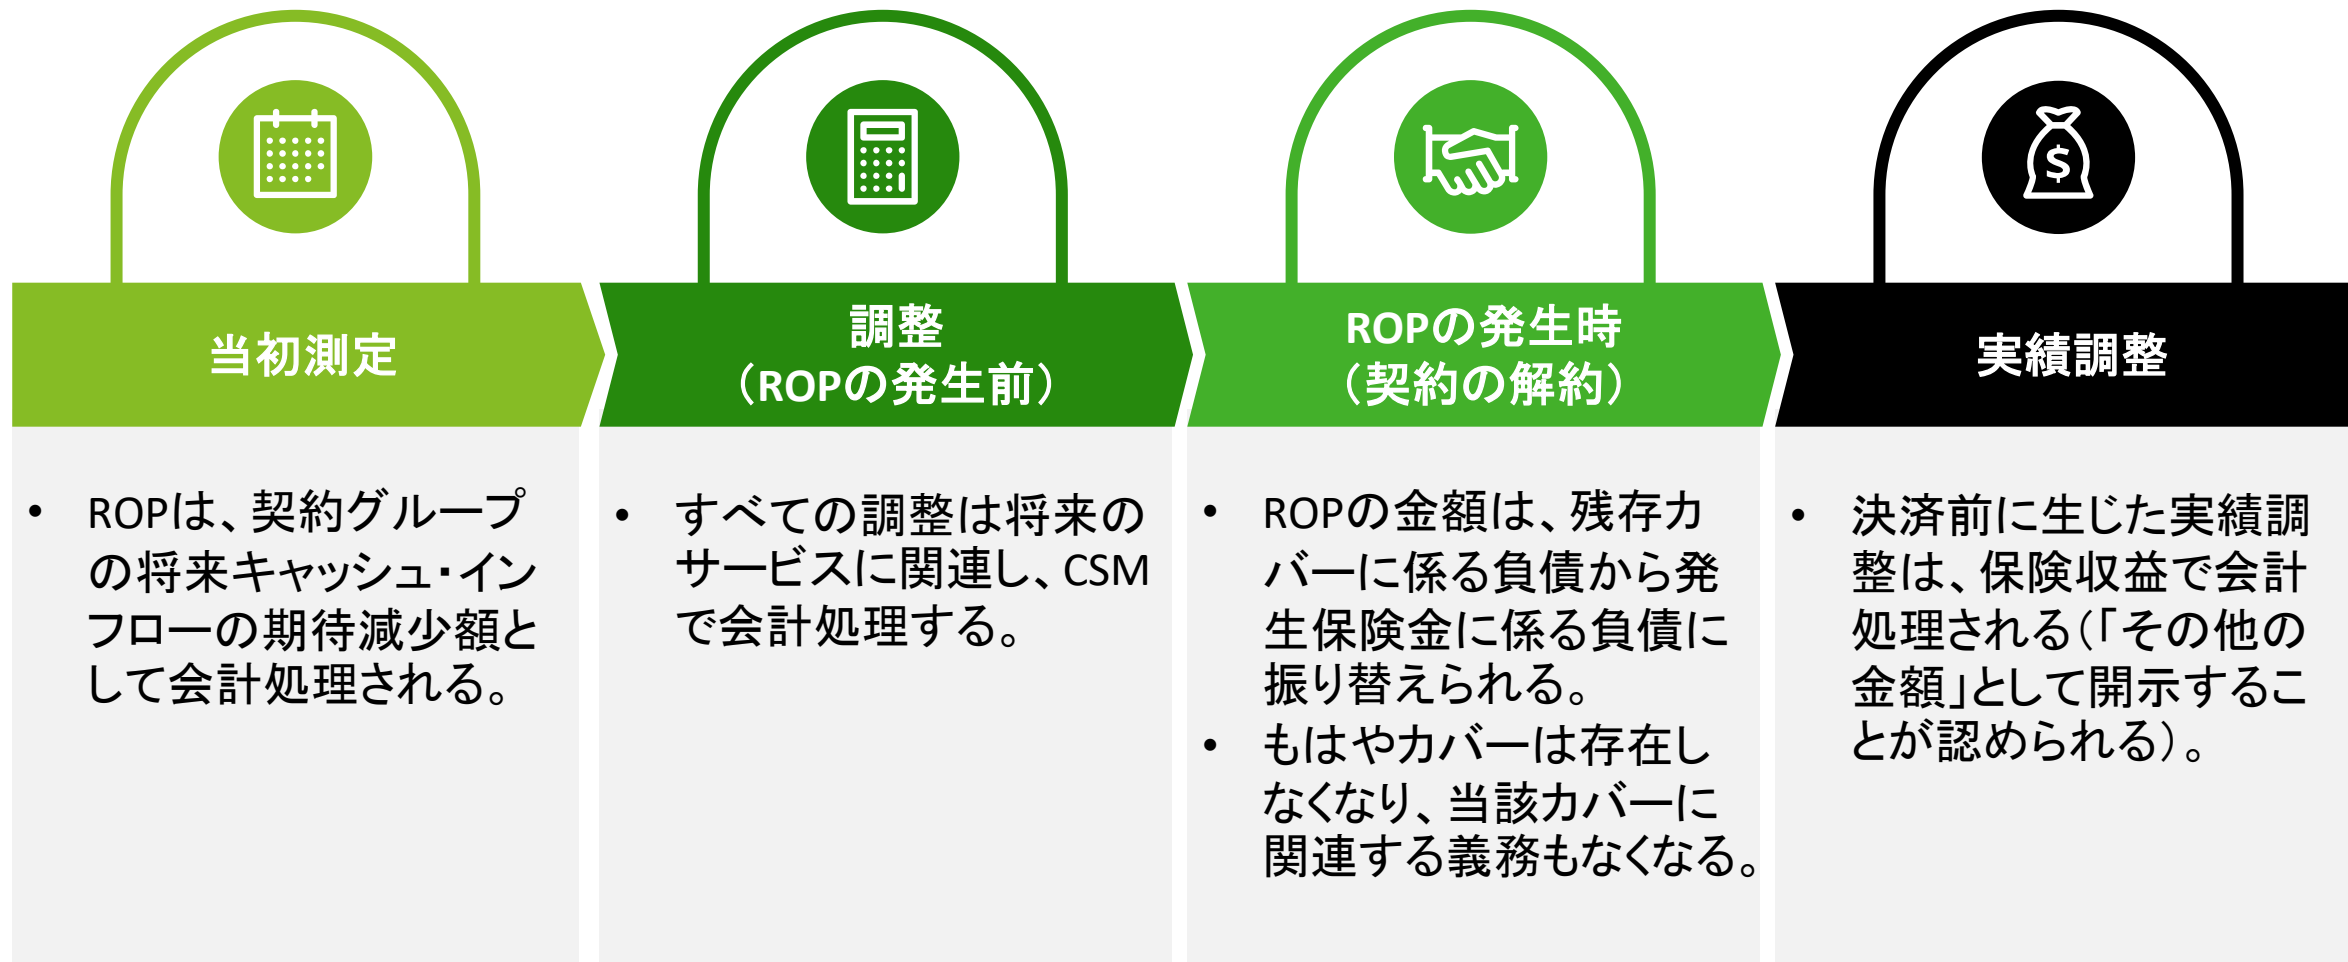 当初測定
• ROPは、契約グループ
の将来キャッシュ・イン
フローの期待減少額と
して会計処理される。
調整
（ROPの発生前）
• すべての調整は将来の
サービスに関連し、CSM
で会計処理する。
ROPの発生時
（契約の解約）
• ROPの金額は、残存カ
バーに係る負債から発
生保険金に係る負債に
振り替えられる。
• もはやカバーは存在し
なくなり、当該カバーに
関連する義務もなくなる。
実績調整
• 決済前に生じた実績調
整は、保険収益で会計
処理される（「その他の
金額」として開示するこ
とが認められる）。
$